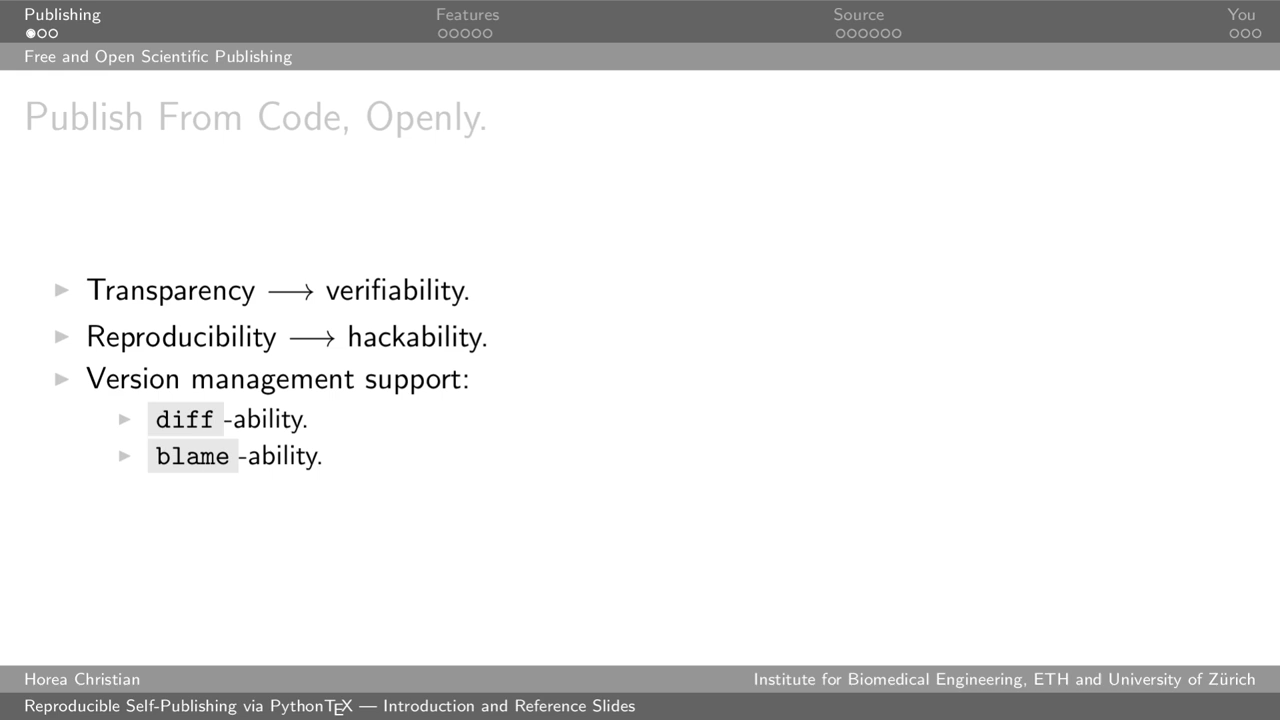 Publishing Features Source You
Free and Open Scientific Publishing
Publish From Code, Openly.
Transparency ⟶ verifiability.
Reproducibility ⟶ hackability.
Version management support:
diff -ability.
blame -ability.
Horea Christian Institute for Biomedical Engineering, ETH and University of Zürich
Reproducible Self-Publishing via PythonTEX — Introduction and Reference Slides